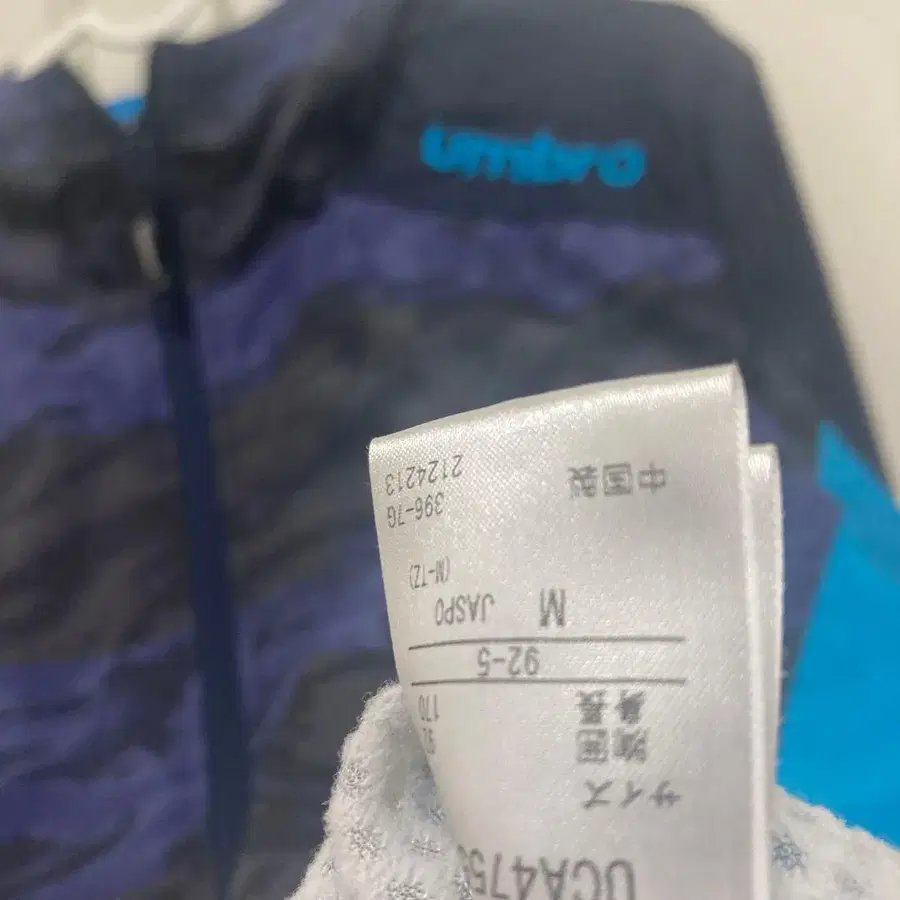 umbro
UCA475
サイズ
胸囲 92
身長 170
92-5
M JASPO
(M-TZ)
396-7G
中国製 2124213